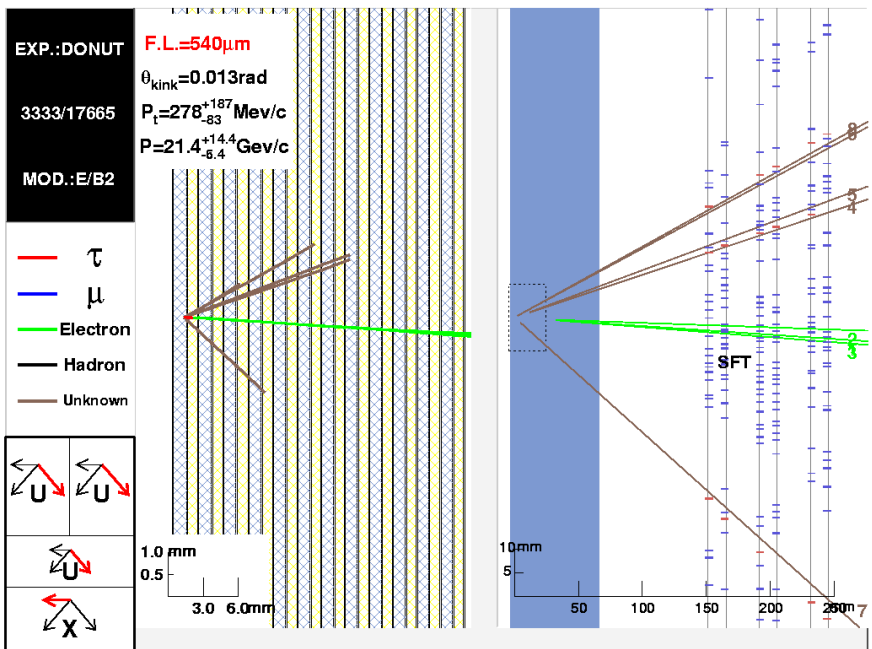 EXP.:DONUT
3333/17665
MOD.:E/B2
F.L.=540μm
θkink=0.013rad
Pt=278+187-83Mev/c
P=21.4+14.4-6.4Gev/c
τ
μ
Electron
Hadron
Unknown
U
U
U
X
1.0 mm
0.5
3.0
6.0mm
8
5
4
2
3
SFT
7
10mm
5
50
100
150
200